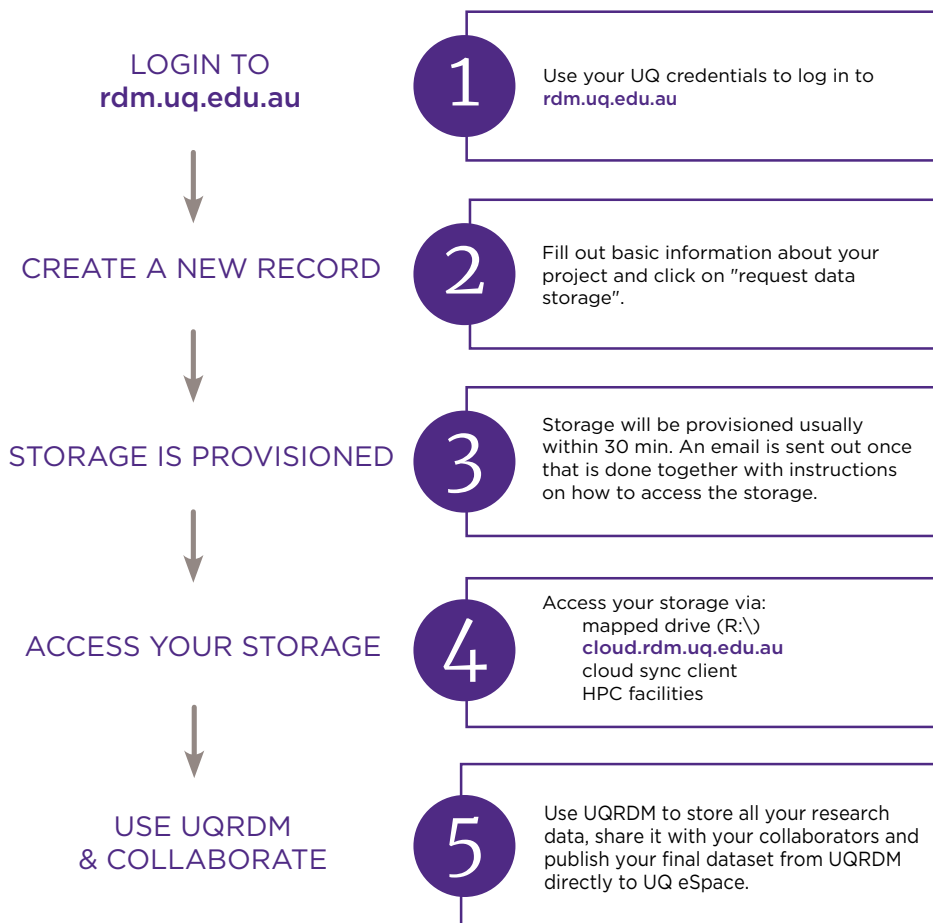 LOGIN TO
rdm.uq.edu.au
1
Use your UQ credentials to log in to
rdm.uq.edu.au
CREATE A NEW RECORD
2
Fill out basic information about your
project and click on "request data
storage".
STORAGE IS PROVISIONED
3
Storage will be provisioned usually
within 30 min. An email is sent out once
that is done together with instructions
on how to access the storage.
ACCESS YOUR STORAGE
4
Access your storage via:
mapped drive (R:\)
cloud.rdm.uq.edu.au
cloud sync client
HPC facilities
USE UQRDM
& COLLABORATE
5
Use UQRDM to store all your research
data, share it with your collaborators and
publish your final dataset from UQRDM
directly to UQ eSpace.